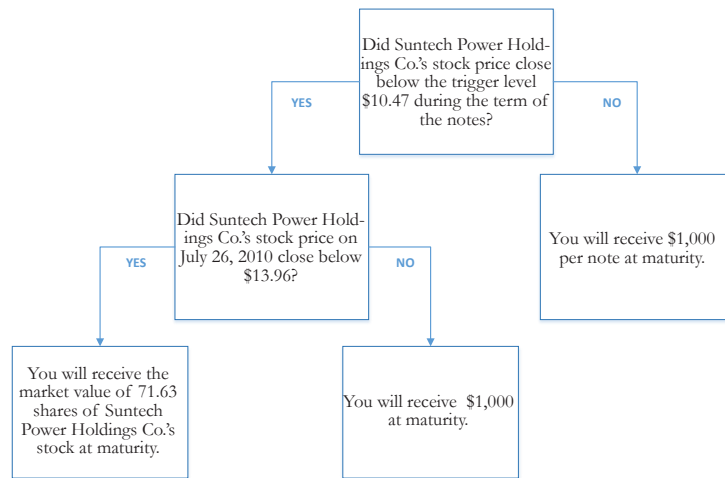 Did Suntech Power Hold-
ings Co.'s stock price close
below the trigger level
$10.47 during the term of
the notes?
YES
NO
Did Suntech Power Hold-
ings Co.'s stock price on
July 26, 2010 close below
$13.96?
You will receive $1,000
per note at maturity.
YES
NO
You will receive the
market value of 71.63
shares of Suntech
Power Holdings Co.'s
stock at maturity.
You will receive  $1,000
at maturity.